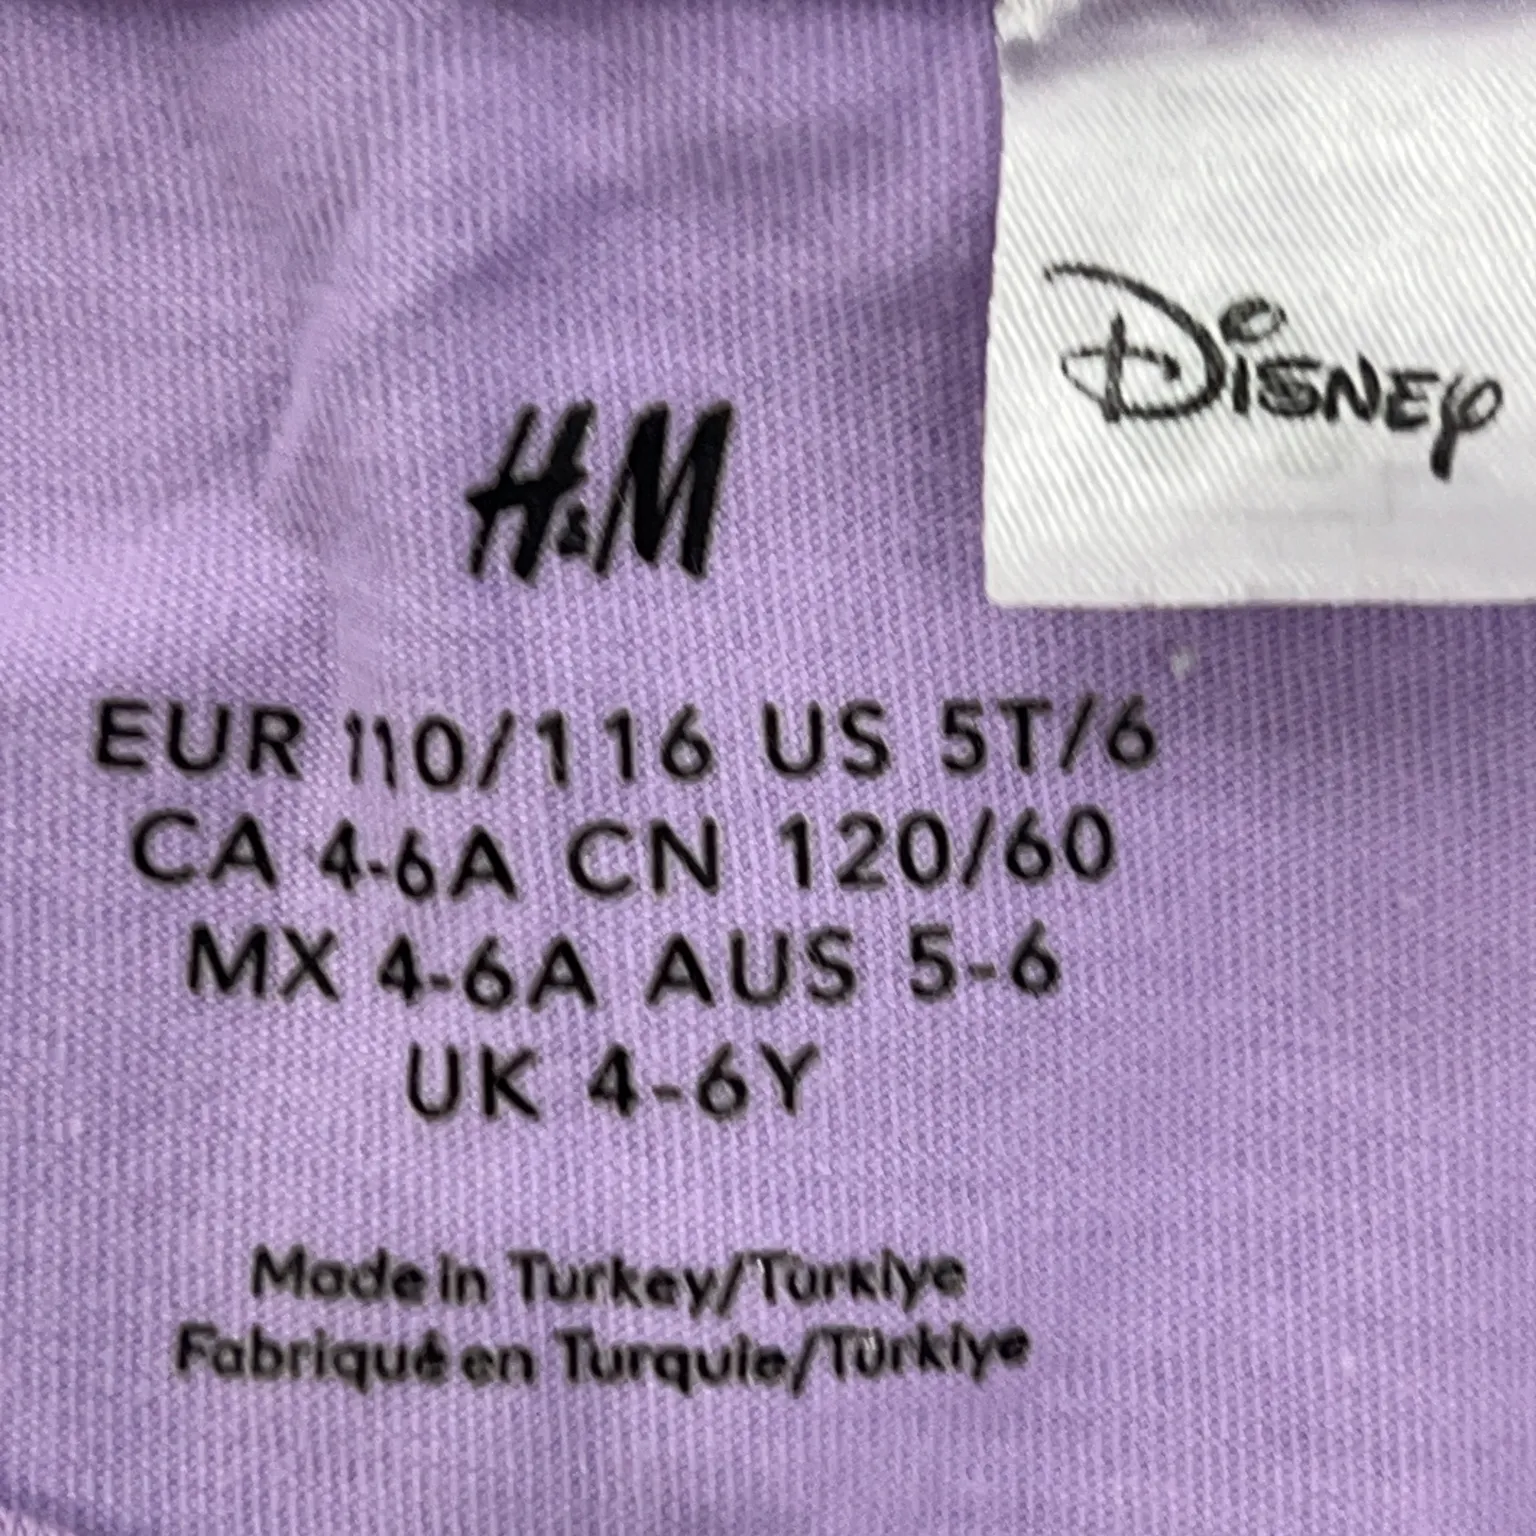 DISNEY
H&M
EUR 110/116 US 5T/6
CA 4-6A CN 120/60
MX 4-6A AUS 5-6
UK 4-6Y
Made in Turkey/Türkiye
Fabriqué en Turquie/Türkiye